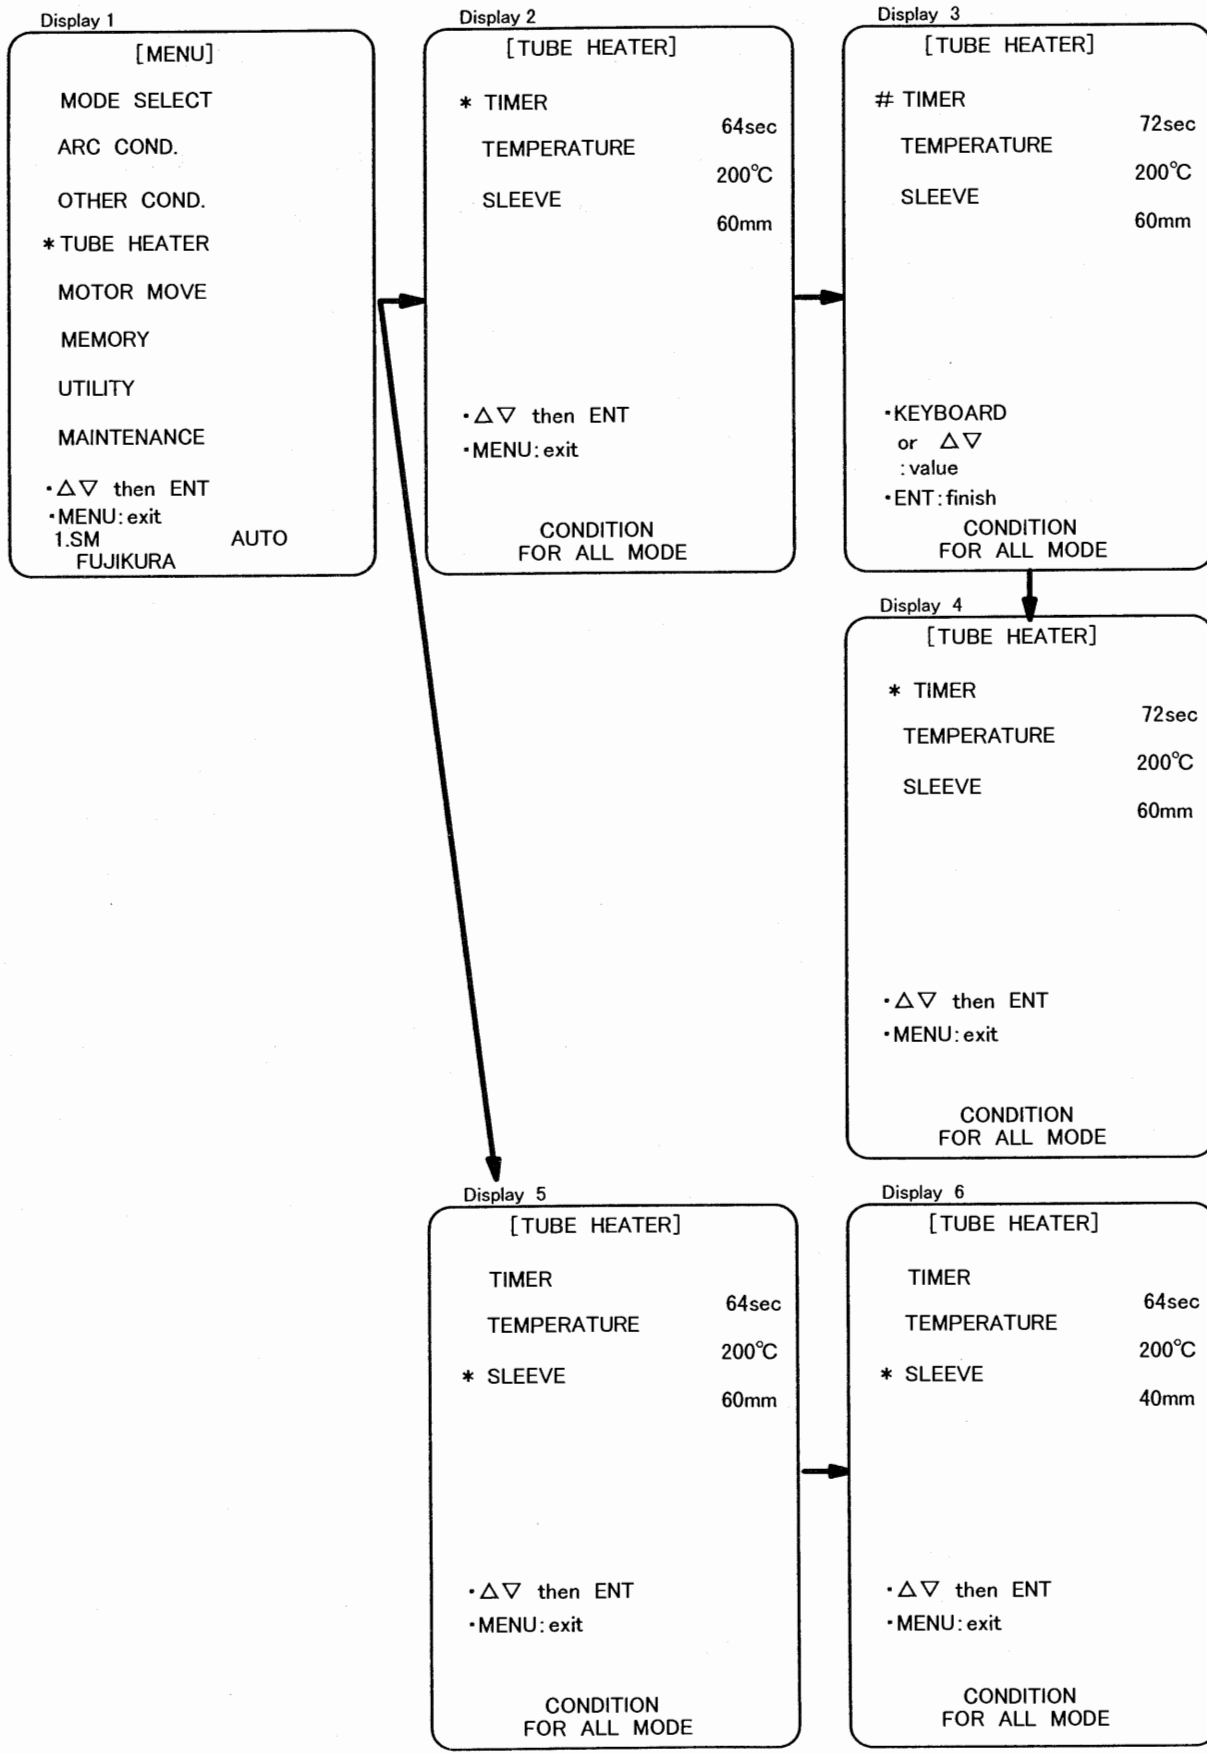 Display 1
[MENU]
MODE SELECT
ARC COND.
OTHER COND.
* TUBE HEATER
MOTOR MOVE
MEMORY
UTILITY
MAINTENANCE
・△▽ then ENT
・MENU:exit
1.SM AUTO
FUJIKURA
Display 2
[TUBE HEATER]
* TIMER
64sec
TEMPERATURE
200℃
SLEEVE
60mm
・△▽ then ENT
・MENU:exit
CONDITION
FOR ALL MODE
Display 3
[TUBE HEATER]
# TIMER
72sec
TEMPERATURE
200℃
SLEEVE
60mm
・KEYBOARD
or △▽
:value
・ENT:finish
CONDITION
FOR ALL MODE
Display 4
[TUBE HEATER]
* TIMER
72sec
TEMPERATURE
200℃
SLEEVE
60mm
・△▽ then ENT
・MENU:exit
CONDITION
FOR ALL MODE
Display 5
[TUBE HEATER]
TIMER
64sec
TEMPERATURE
200℃
* SLEEVE
60mm
・△▽ then ENT
・MENU:exit
CONDITION
FOR ALL MODE
Display 6
[TUBE HEATER]
TIMER
64sec
TEMPERATURE
200℃
* SLEEVE
40mm
・△▽ then ENT
・MENU:exit
CONDITION
FOR ALL MODE